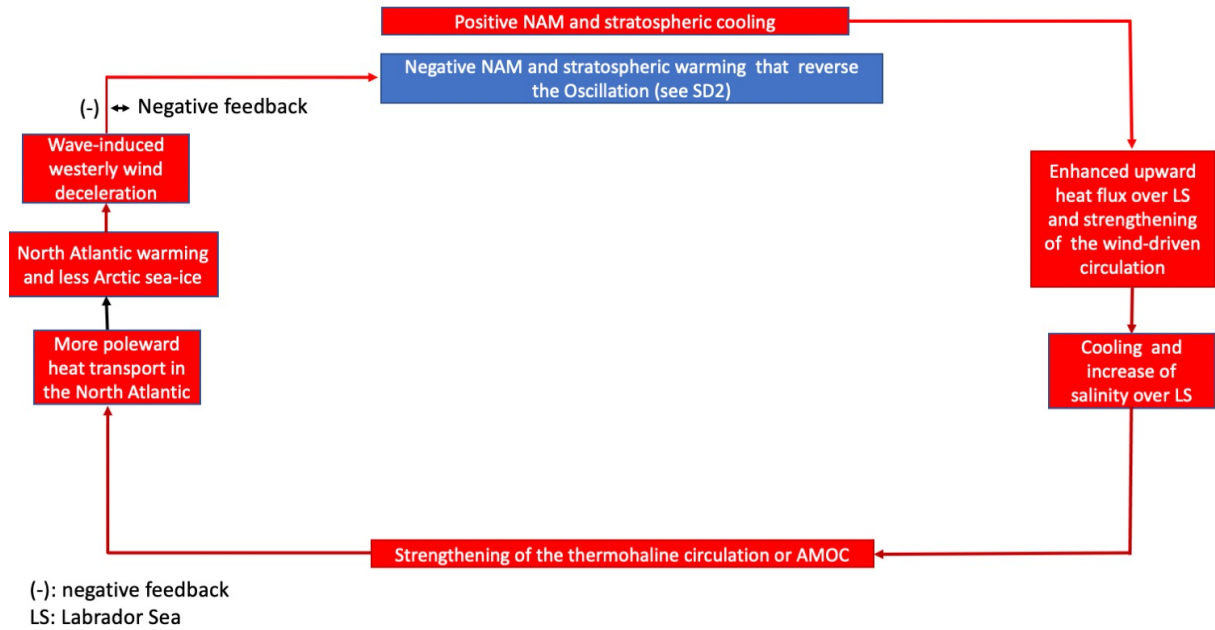 Positive NAM and stratospheric cooling
Negative NAM and stratospheric warming that reverse
the Oscillation (see SD2)
(-) Negative feedback
Wave-induced
westerly wind
deceleration
North Atlantic warming
and less Arctic sea-ice
More poleward
heat transport in
the North Atlantic
Enhanced upward
heat flux over LS
and strengthening
of the wind-driven
circulation
Cooling and
increase of
salinity over LS
Strengthening of the thermohaline circulation or AMOC
(-): negative feedback
LS: Labrador Sea